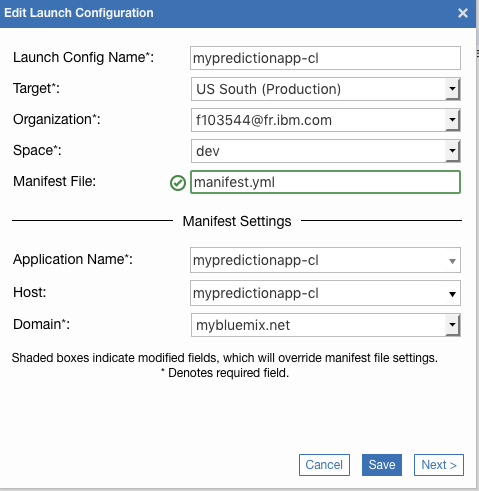 Edit Launch Configuration ×
Launch Config Name*: mypredictionapp-cl
Target*: US South (Production)
Organization*: f103544@fr.ibm.com
Space*: dev
Manifest File: manifest.yml
Manifest Settings
Application Name*: mypredictionapp-cl
Host: mypredictionapp-cl
Domain*: mybluemix.net
Shaded boxes indicate modified fields, which will override manifest file settings.
* Denotes required field.
Cancel Save Next >